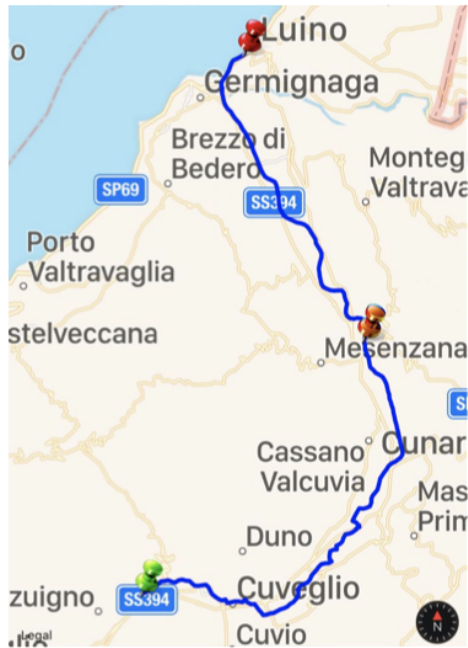 Luino
o
Germignaga
Brezzo di
Bedero
Monteg
Valtrava
SP69
SS394
Porto
Valtravaglia
stelveccana
Mesenzana
S
Cassano
Valcuvia
Cunar
Mas
Prim
Duno
zuigno
SS394
Cuveglio
Cuvio
Legal
N